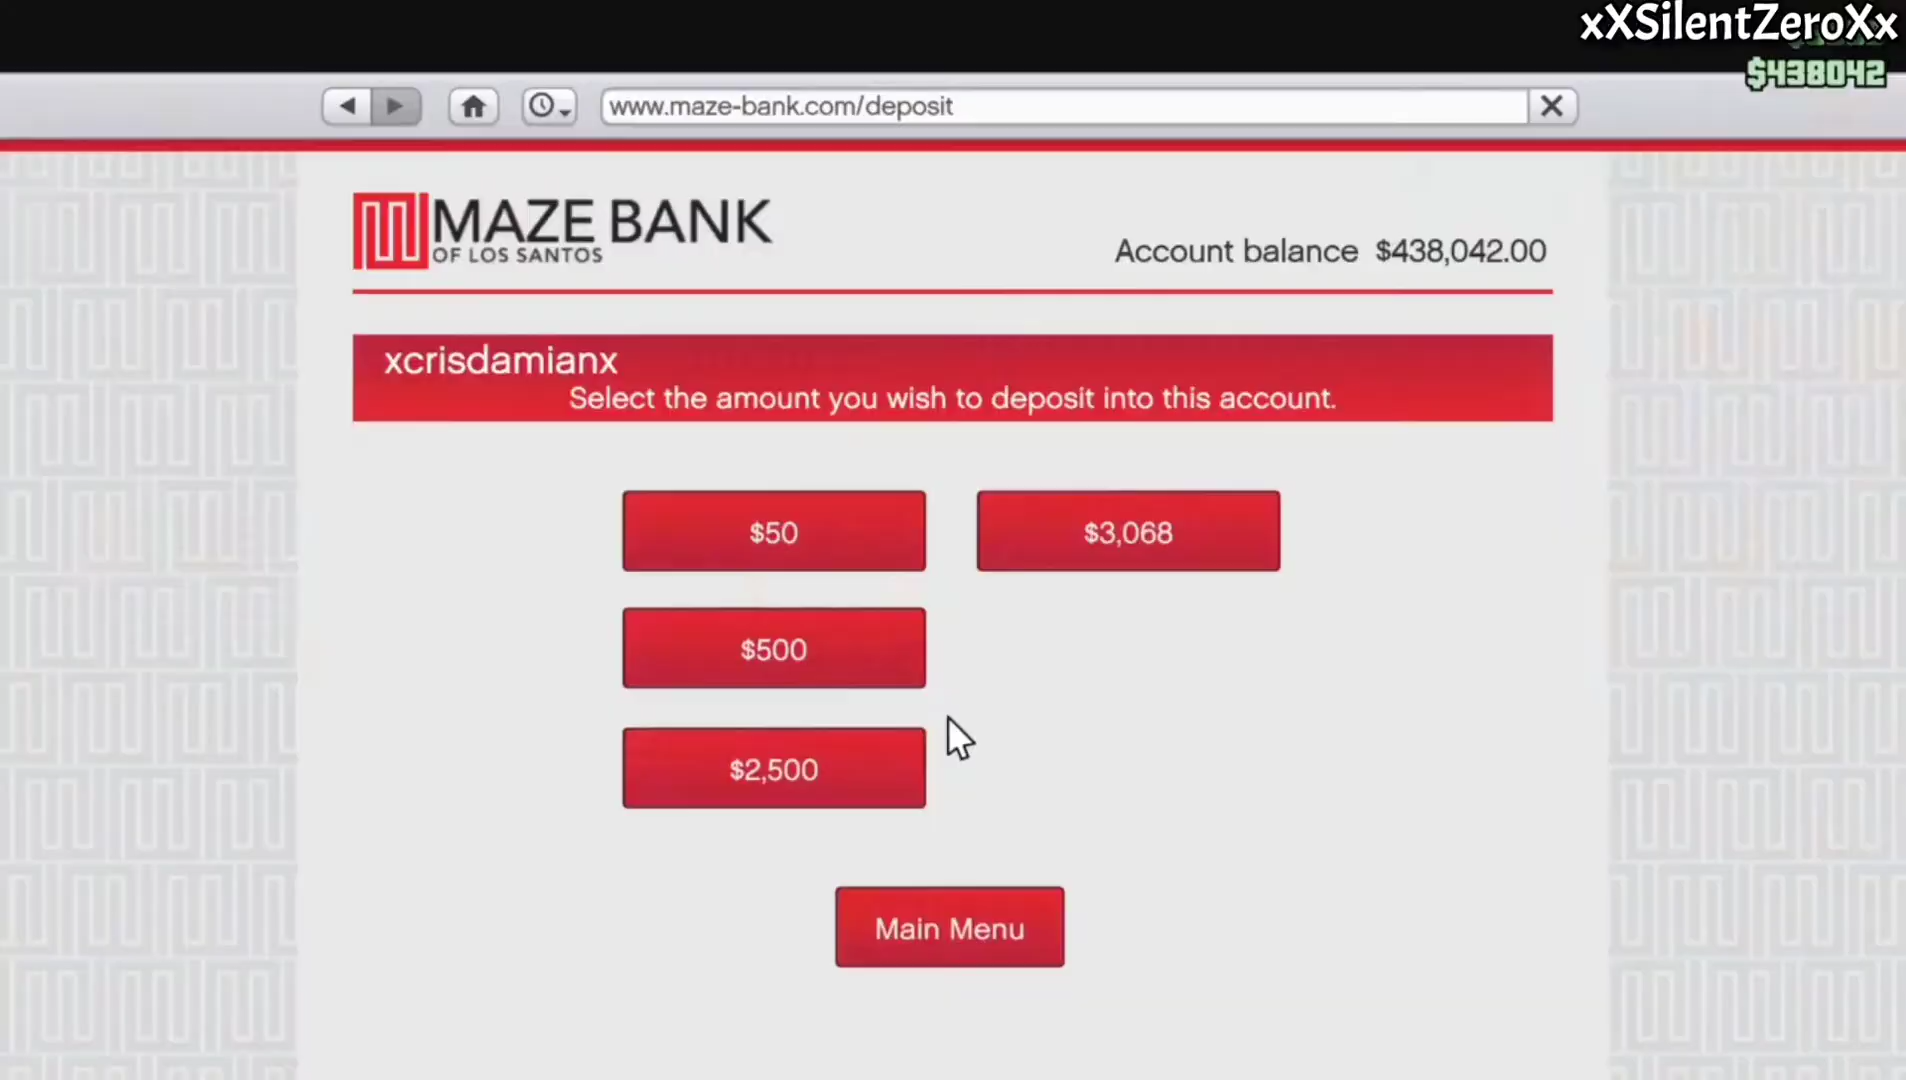 xXSilentZeroXx
$438042
www.maze-bank.com/deposit
MAZE BANK
OF LOS SANTOS
Account balance $438,042.00
xcrisdamianx
Select the amount you wish to deposit into this account.
$50
$3,068
$500
$2,500
Main Menu